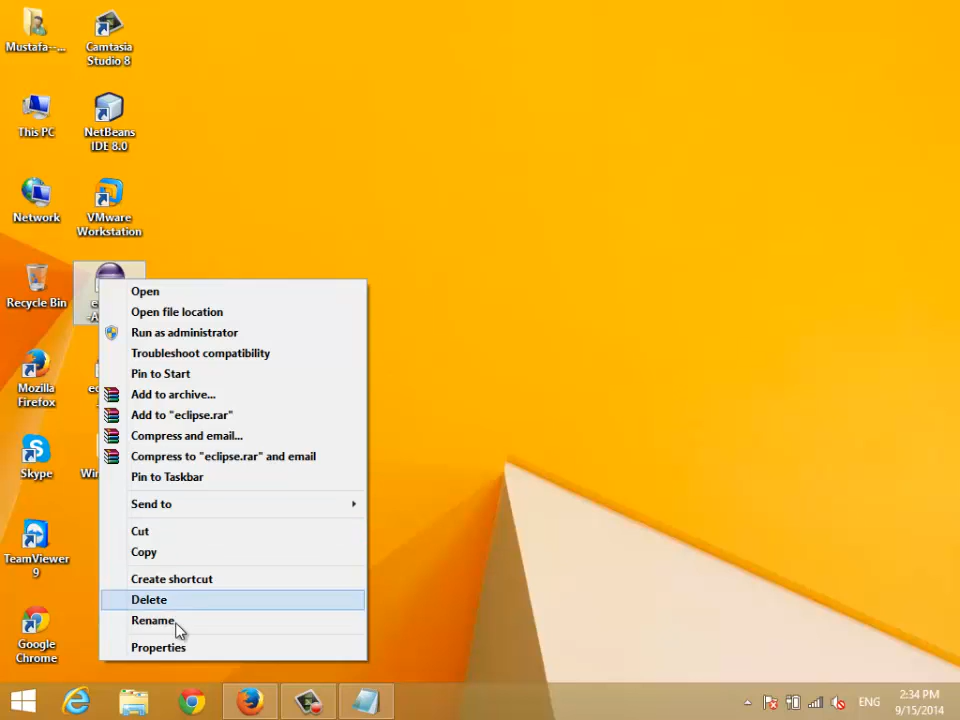 Mustafa--...
Camtasia
Studio 8
This PC
NetBeans
IDE 8.0
Network
VMware
Workstation
Recycle Bin
Mozilla
Firefox
Skype
TeamViewer
9
Google
Chrome
Open
Open file location
Run as administrator
Troubleshoot compatibility
Pin to Start
Add to archive...
Add to "eclipse.rar"
Compress and email...
Compress to "eclipse.rar" and email
Pin to Taskbar
Send to
Cut
Copy
Create shortcut
Delete
Rename
Properties
ENG
2:34 PM
9/15/2014